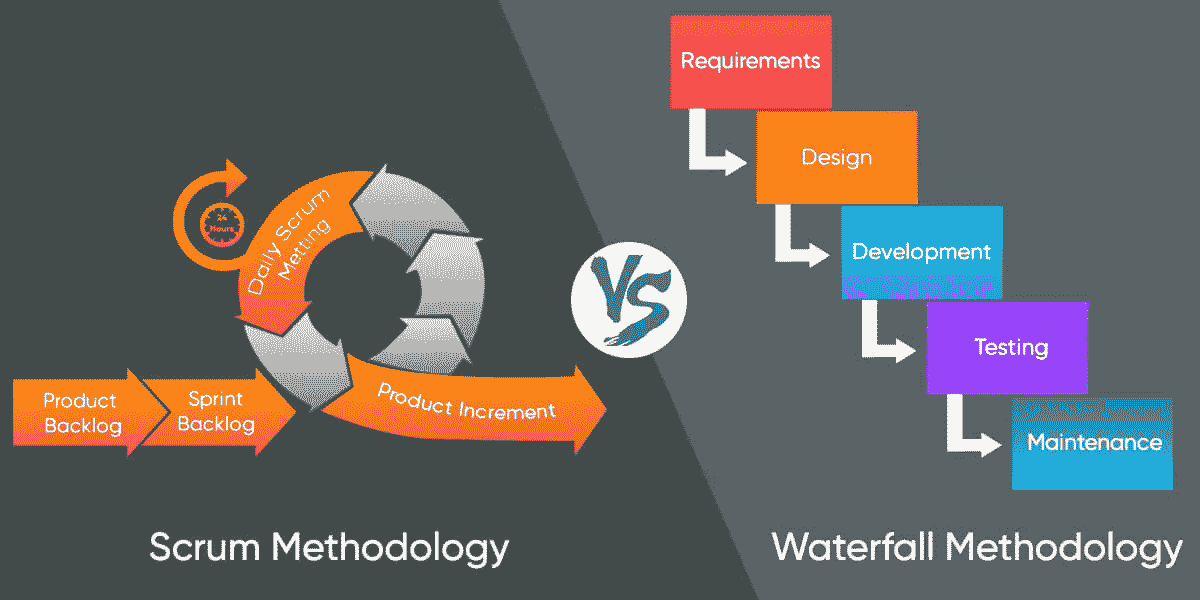 24
Hours
Daily Scrum
Metting
Product
Backlog
Sprint
Backlog
Product Increment
Scrum Methodology
VS
Requirements
Design
Development
Testing
Maintenance
Waterfall Methodology